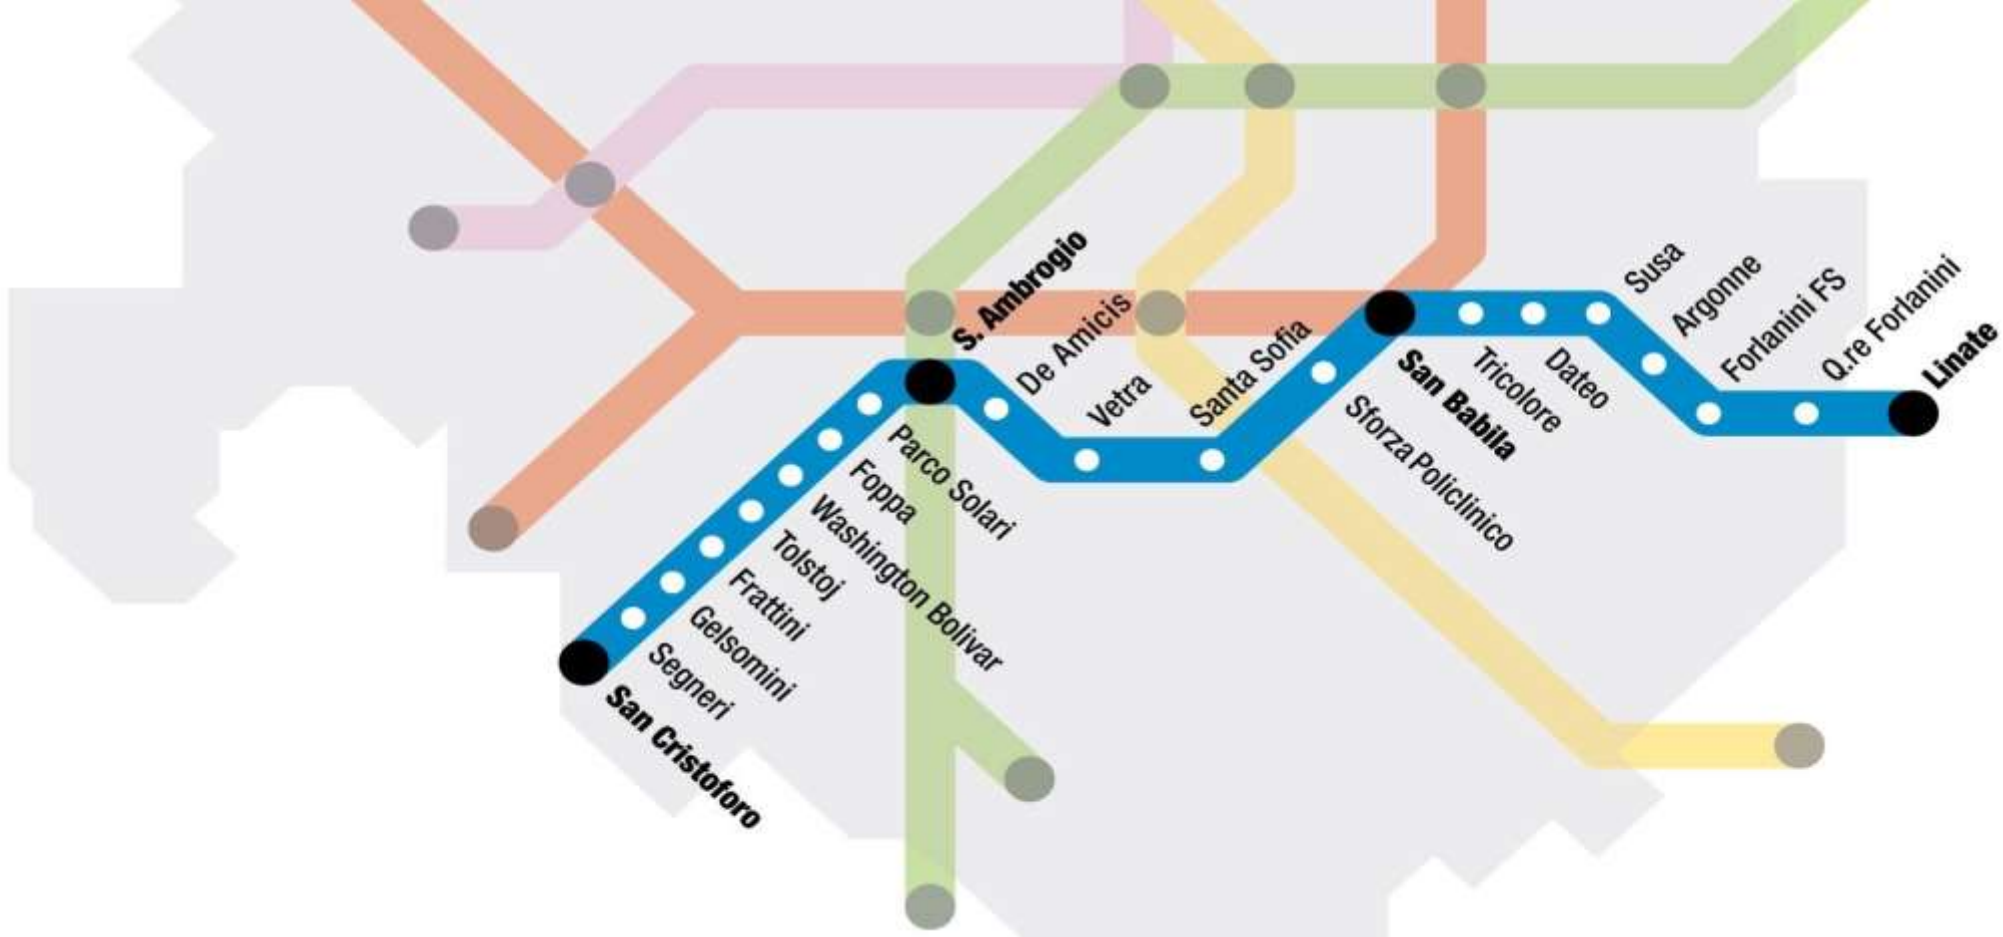 San Cristoforo
Segneri
Gelsomini
Frattini
Tolstoj
Washington Bolivar
Foppa
Parco Solari
S. Ambrogio
De Amicis
Vetra
Santa Sofia
Sforza Policlinico
San Babila
Tricolore
Dateo
Susa
Argonne
Forlanini FS
Q.re Forlanini
Linate